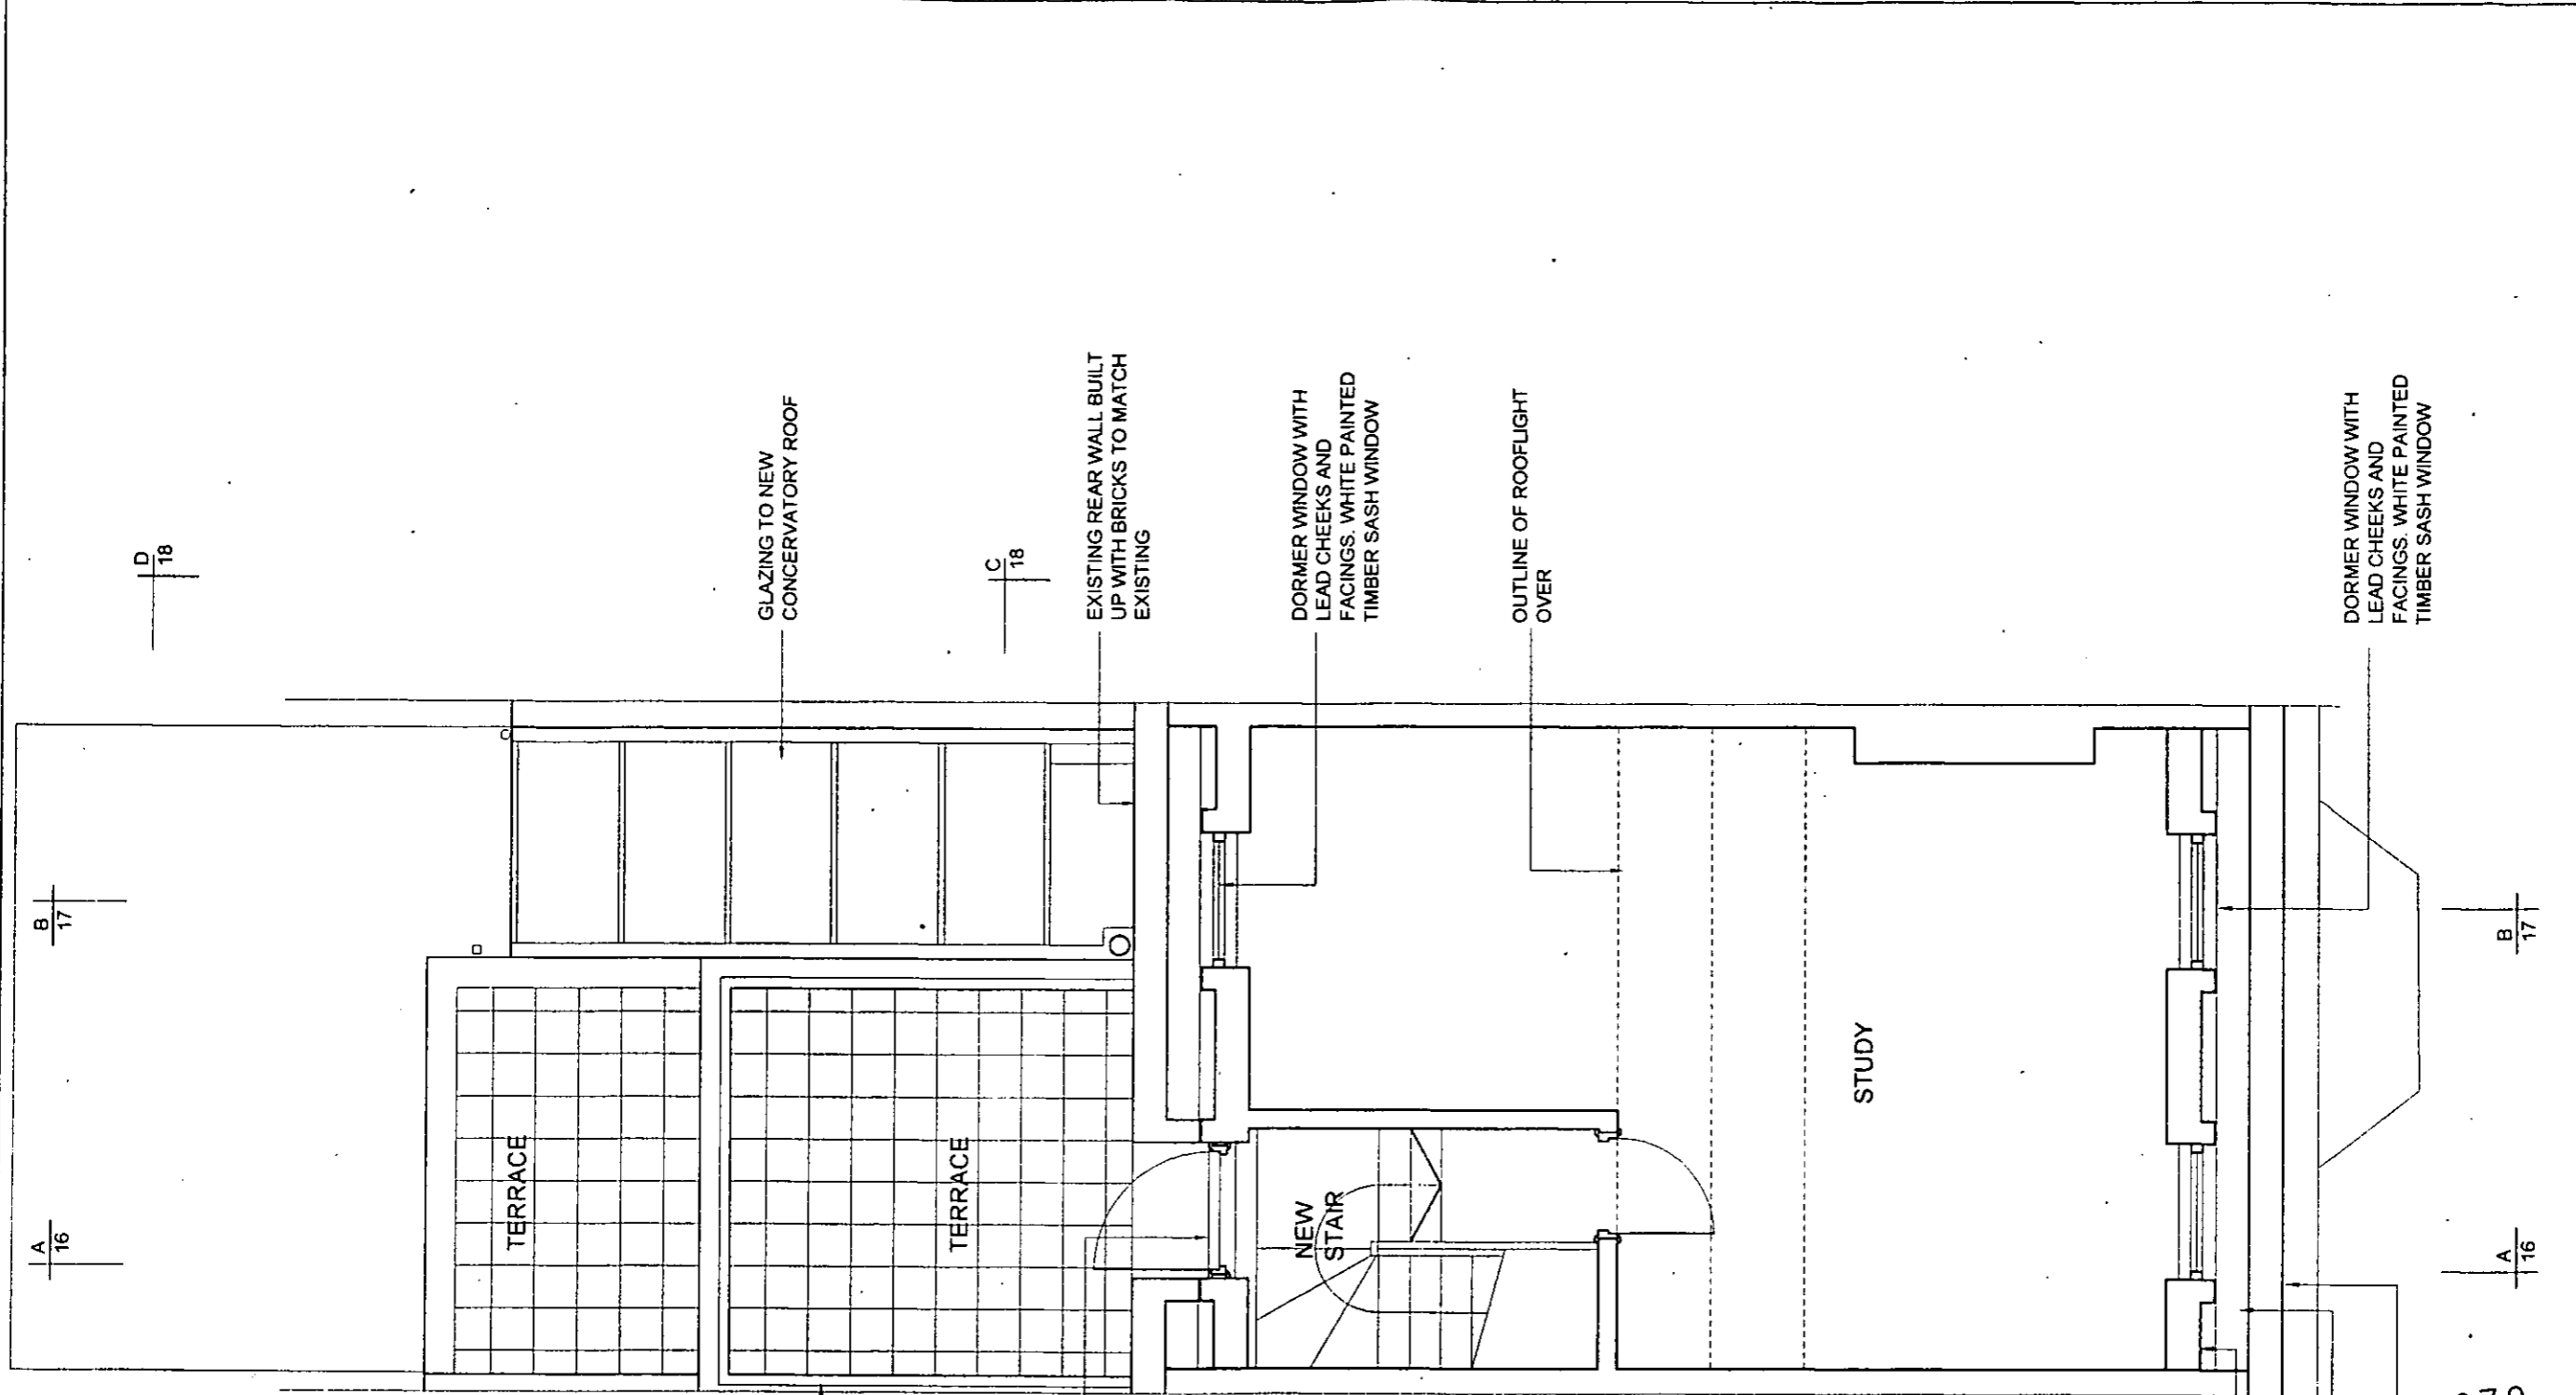 D
18
GLAZING TO NEW
CONCERVATORY ROOF
C
18
EXISTING REAR WALL BUILT
UP WITH BRICKS TO MATCH
EXISTING
DORMER WINDOW WITH
LEAD CHEEKS AND
FACINGS. WHITE PAINTED
TIMBER SASH WINDOW
OUTLINE OF ROOFLIGHT
OVER
DORMER WINDOW WITH
LEAD CHEEKS AND
FACINGS. WHITE PAINTED
TIMBER SASH WINDOW
B
17
B
17
TERRACE
TERRACE
NEW
STAIR
STUDY
A
16
A
16